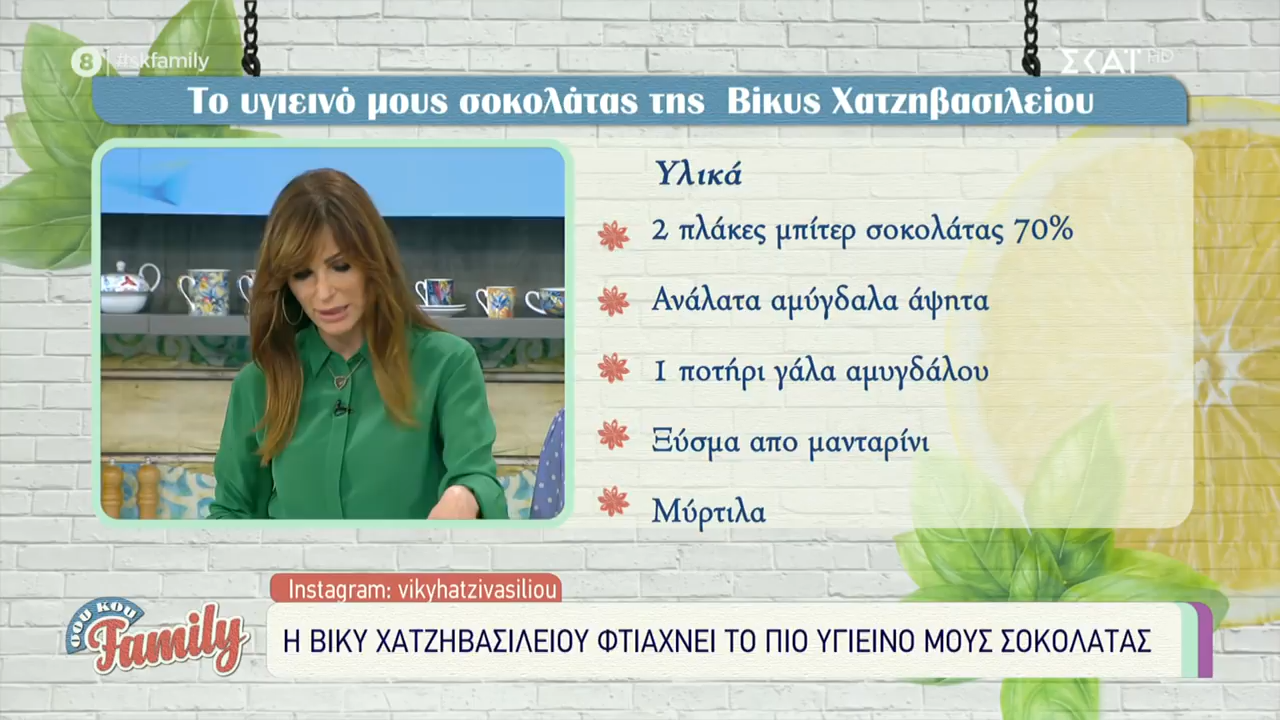 8 #skfamily
ΣΚΑΪ HD
Το υγιεινό μους σοκολάτας της Βίκυς Χατζηβασιλείου
Υλικά
2 πλάκες μπίτερ σοκολάτας 70%
Ανάλατα αμύγδαλα άψητα
1 ποτήρι γάλα αμυγδάλου
Ξύσμα απο μανταρίνι
Μύρτιλα
Instagram: vikyhatzivasiliou
σου κου
Family
Η ΒΙΚΥ ΧΑΤΖΗΒΑΣΙΛΕΙΟΥ ΦΤΙΑΧΝΕΙ ΤΟ ΠΙΟ ΥΓΙΕΙΝΟ ΜΟΥΣ ΣΟΚΟΛΑΤΑΣ